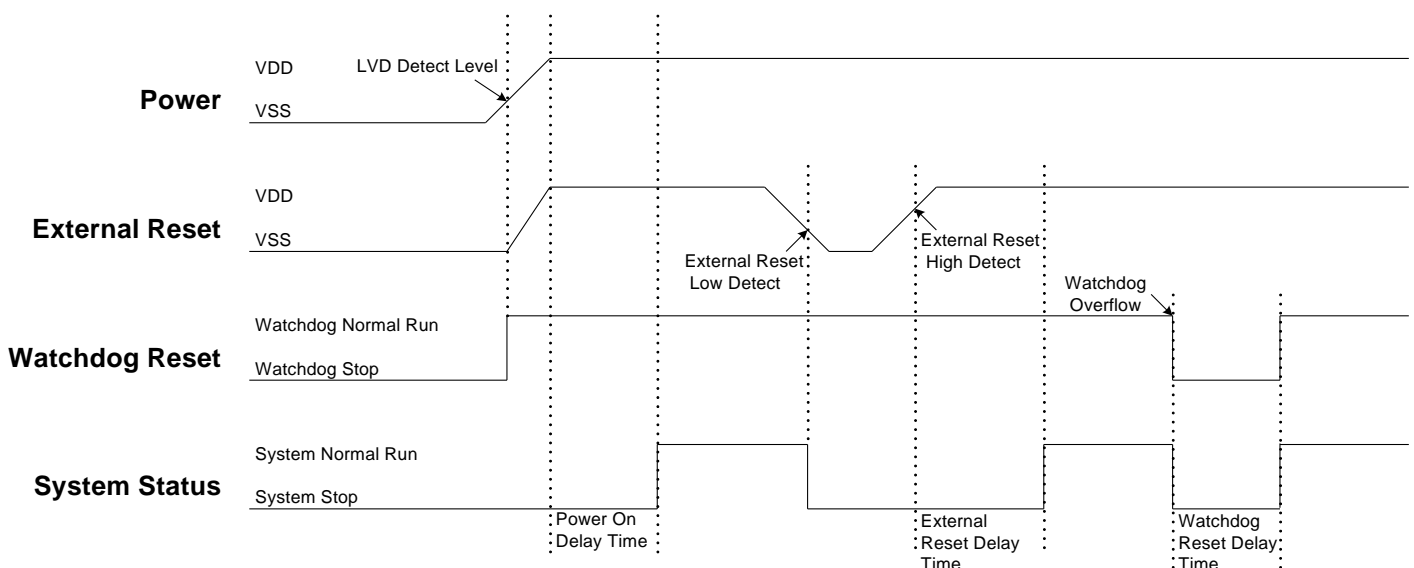 VDD
LVD Detect Level
Power
VSS
VDD
External Reset
VSS
External Reset
Low Detect
External Reset
High Detect
Watchdog
Overflow
Watchdog Normal Run
Watchdog Reset
Watchdog Stop
System Normal Run
System Status
System Stop
Power On
Delay Time
External
Reset Delay
Time
Watchdog
Reset Delay
Time